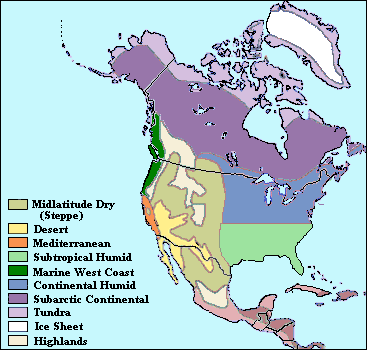 Midlatitude Dry
(Steppe)
Desert
Mediterranean
Subtropical Humid
Marine West Coast
Continental Humid
Subarctic Continental
Tundra
Ice Sheet
Highlands